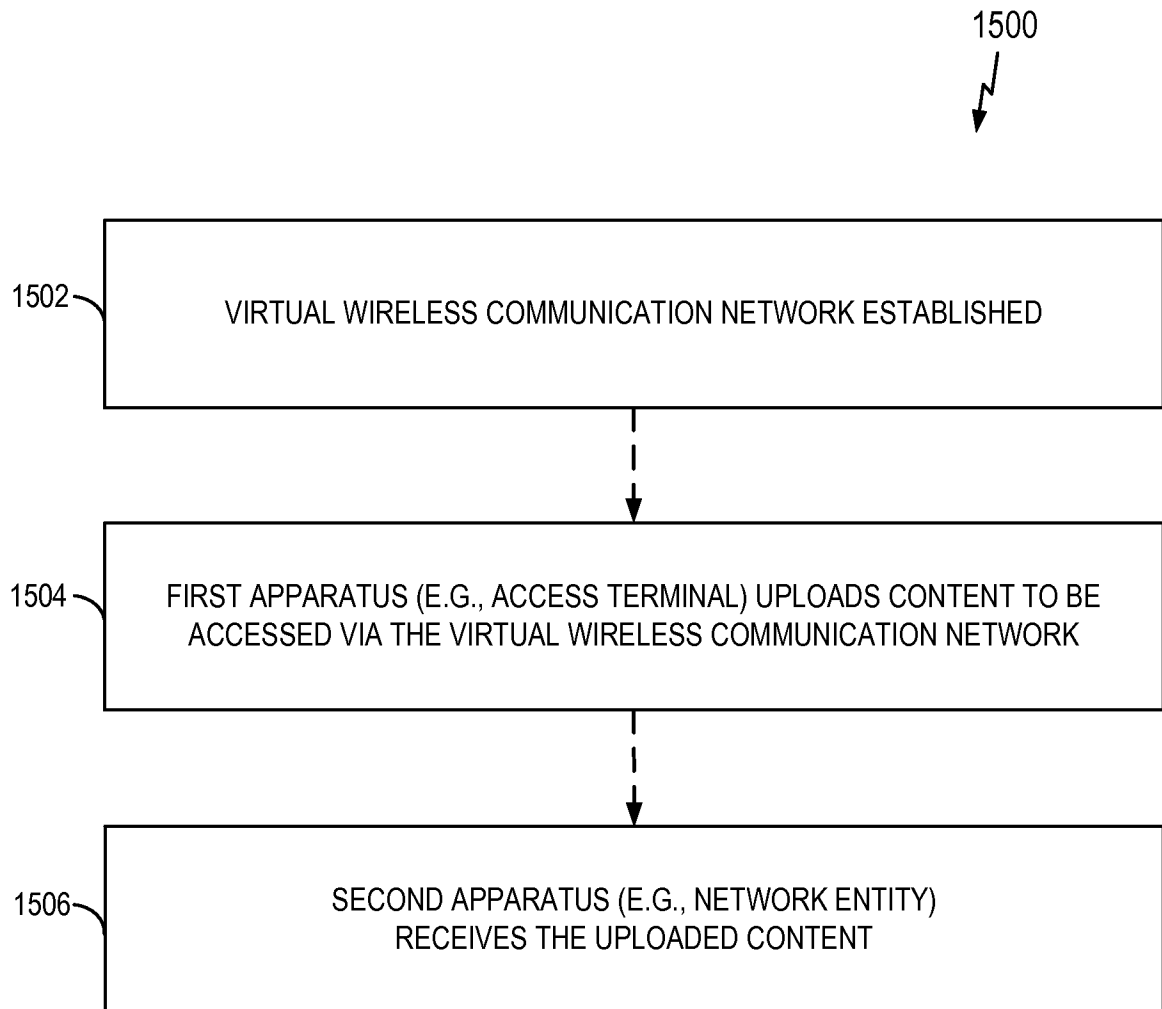 1500
1502
VIRTUAL WIRELESS COMMUNICATION NETWORK ESTABLISHED
1504
FIRST APPARATUS (E.G., ACCESS TERMINAL) UPLOADS CONTENT TO BE
ACCESSED VIA THE VIRTUAL WIRELESS COMMUNICATION NETWORK
1506
SECOND APPARATUS (E.G., NETWORK ENTITY)
RECEIVES THE UPLOADED CONTENT